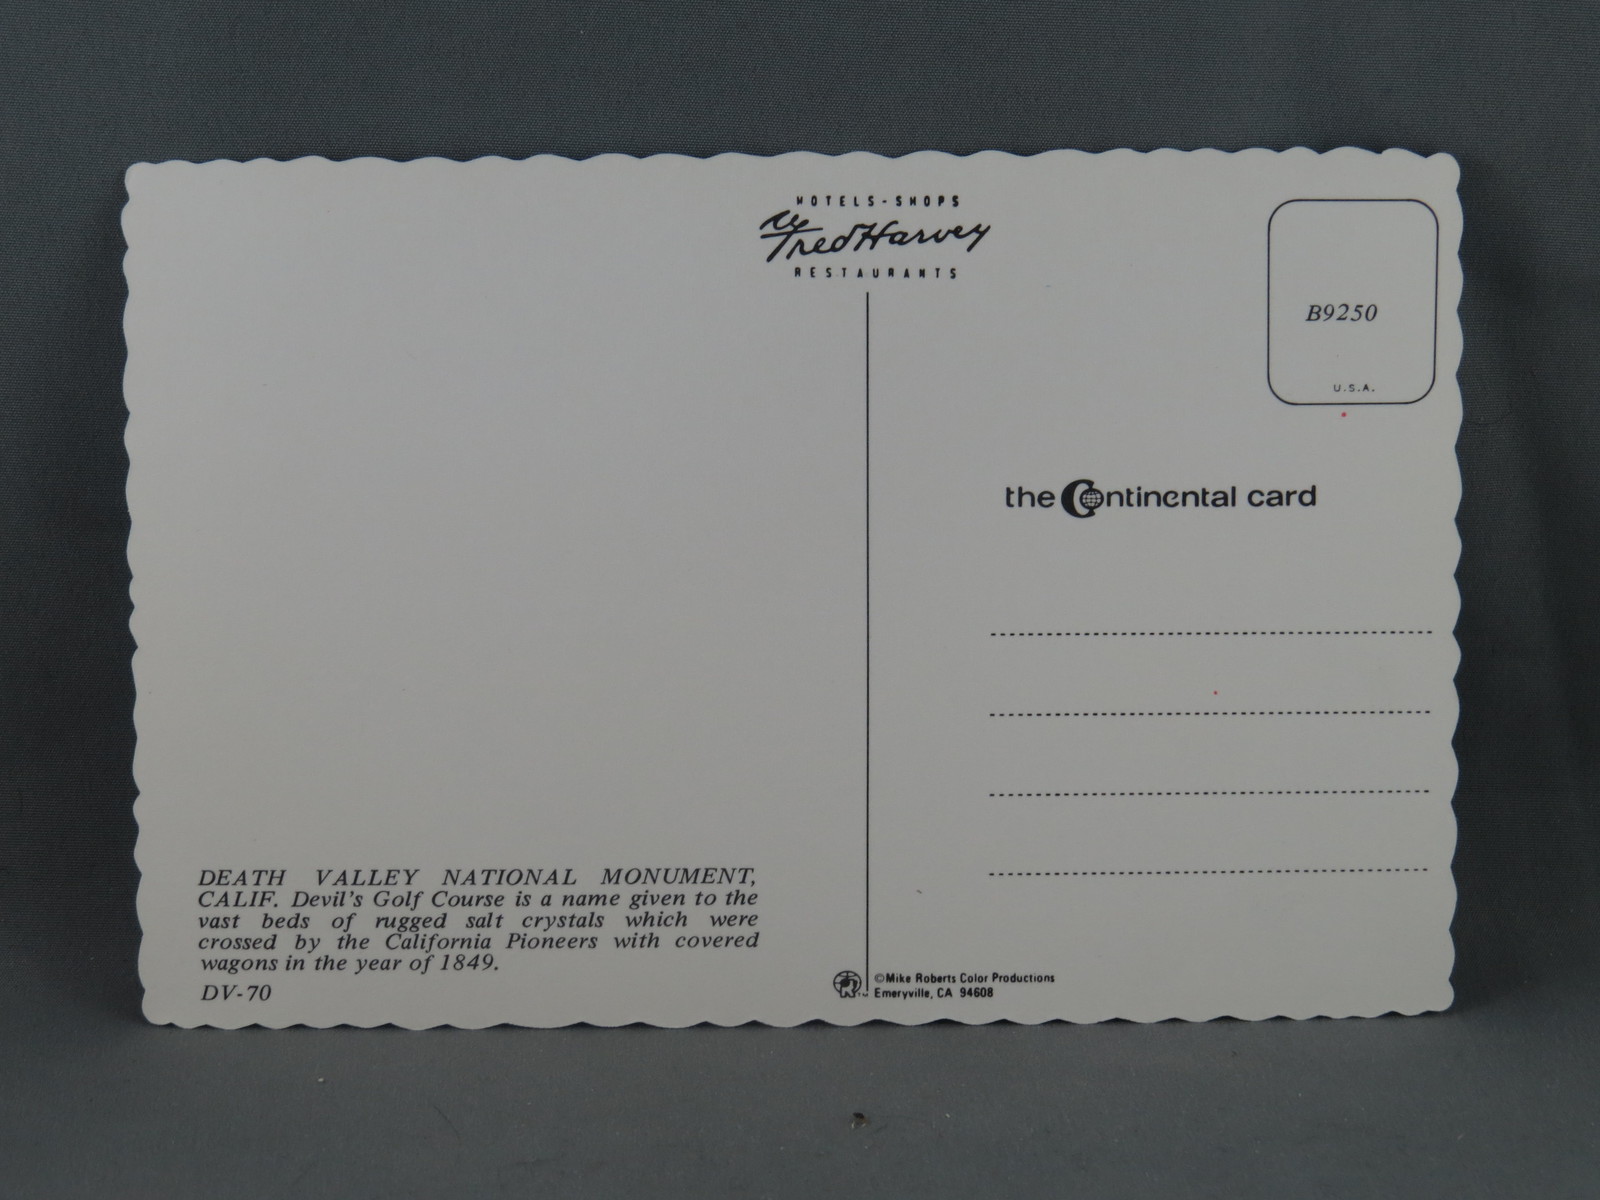 HOTELS-SHOPS
Fred Harvey
RESTAURANTS
B9250
U.S.A.
the Continental card
DEATH VALLEY NATIONAL MONUMENT,
CALIF. Devil's Golf Course is a name given to the
vast beds of rugged salt crystals which were
crossed by the California Pioneers with covered
wagons in the year of 1849.
DV-70
©Mike Roberts Color Productions
Emeryville, CA 94608